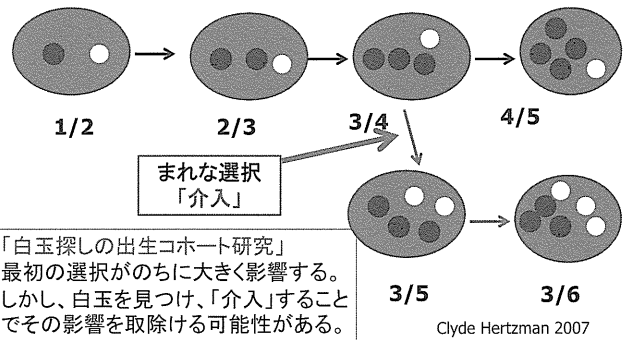 1/2
2/3
3/4
4/5
まれな選択
「介入」
3/5
3/6
「白玉探しの出生コホート研究」
最初の選択がのちに大きく影響する。
しかし、白玉を見つけ、「介入」すること
でその影響を取除ける可能性がある。
Clyde Hertzman 2007